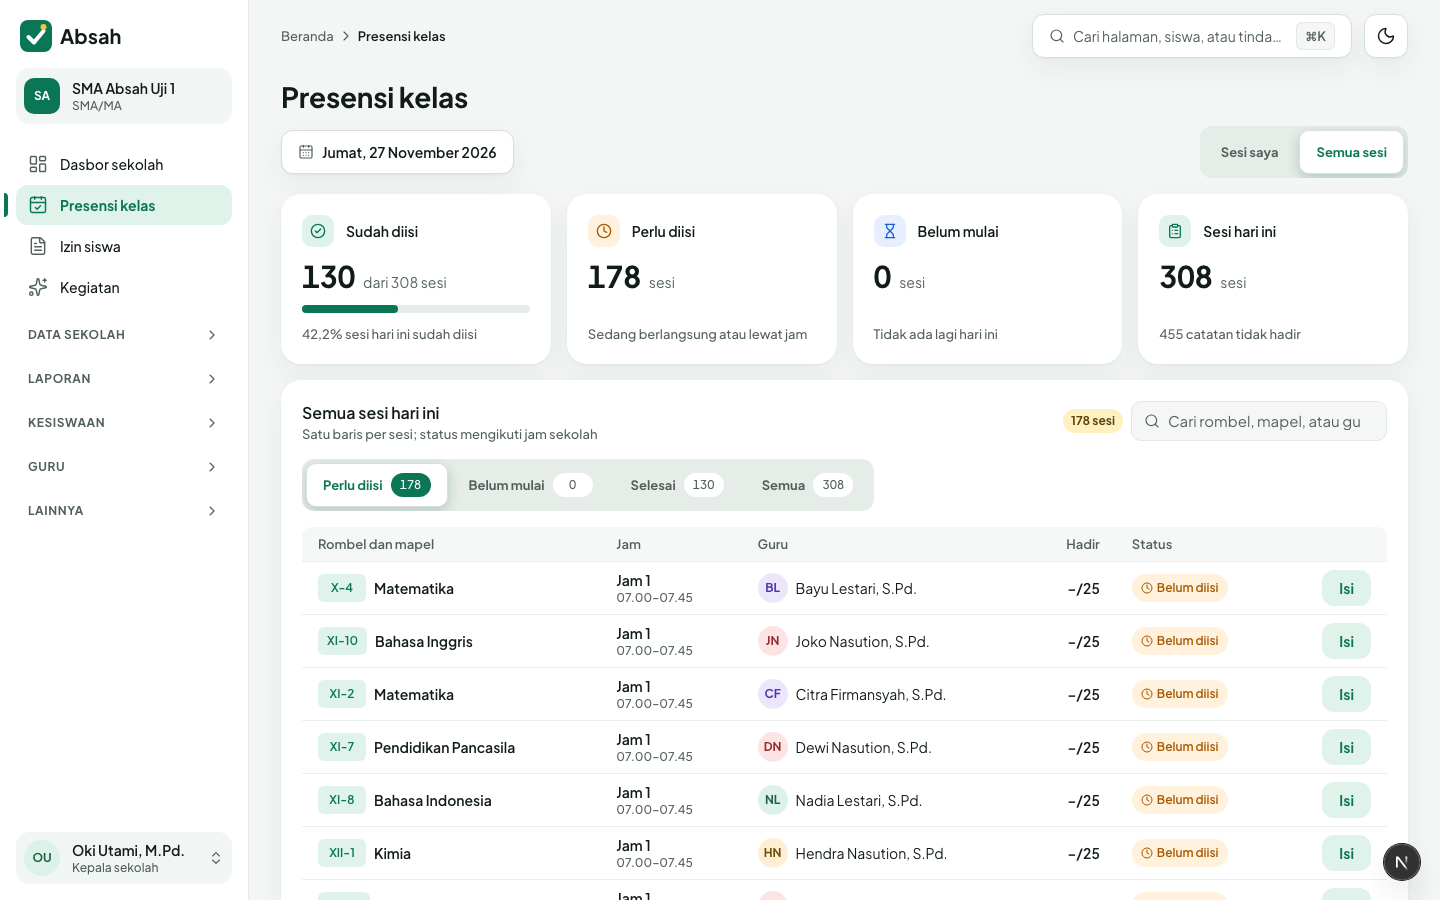 Absah
SA
SMA Absah Uji 1
SMA/MA
Dasbor sekolah
Presensi kelas
Izin siswa
Kegiatan
DATA SEKOLAH
LAPORAN
KESISWAAN
GURU
LAINNYA
OU
Oki Utami, M.Pd.
Kepala sekolah
Beranda > Presensi kelas
Cari halaman, siswa, atau tinda... ⌘K
Presensi kelas
Jumat, 27 November 2026
Sesi saya Semua sesi
Sudah diisi
130 dari 308 sesi
42,2% sesi hari ini sudah diisi
Perlu diisi
178 sesi
Sedang berlangsung atau lewat jam
Belum mulai
0 sesi
Tidak ada lagi hari ini
Sesi hari ini
308 sesi
455 catatan tidak hadir
Semua sesi hari ini
Satu baris per sesi; status mengikuti jam sekolah
178 sesi
Cari rombel, mapel, atau gu
Perlu diisi 178 Belum mulai 0 Selesai 130 Semua 308
Rombel dan mapel Jam Guru Hadir Status
X-4 Matematika Jam 1 07.00–07.45 BL Bayu Lestari, S.Pd. –/25 Belum diisi Isi
XI-10 Bahasa Inggris Jam 1 07.00–07.45 JN Joko Nasution, S.Pd. –/25 Belum diisi Isi
XI-2 Matematika Jam 1 07.00–07.45 CF Citra Firmansyah, S.Pd. –/25 Belum diisi Isi
XI-7 Pendidikan Pancasila Jam 1 07.00–07.45 DN Dewi Nasution, S.Pd. –/25 Belum diisi Isi
XI-8 Bahasa Indonesia Jam 1 07.00–07.45 NL Nadia Lestari, S.Pd. –/25 Belum diisi Isi
XII-1 Kimia Jam 1 07.00–07.45 HN Hendra Nasution, S.Pd. –/25 Belum diisi Isi
Jam 1
N